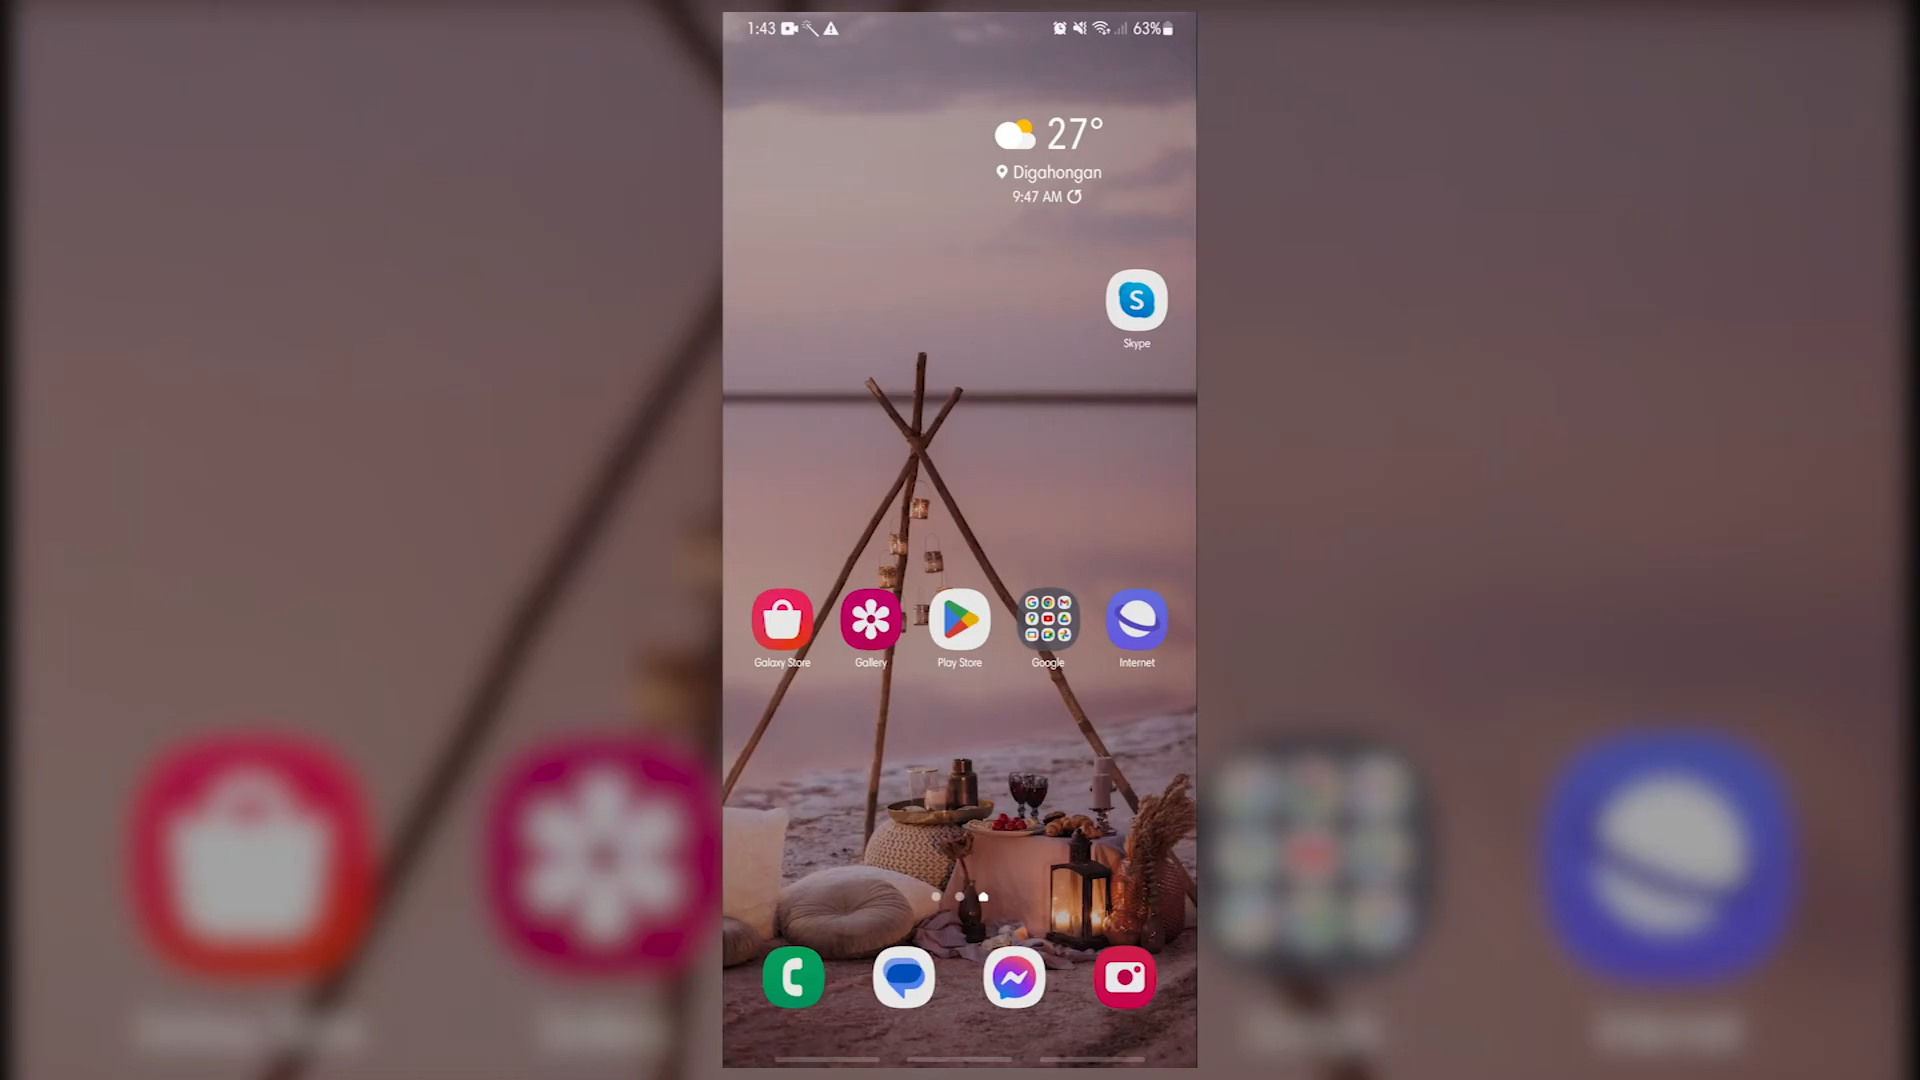 1:43 63%
27°
Digahongan
9:47 AM
S
Skype
Galaxy Store Gallery Play Store Google Internet